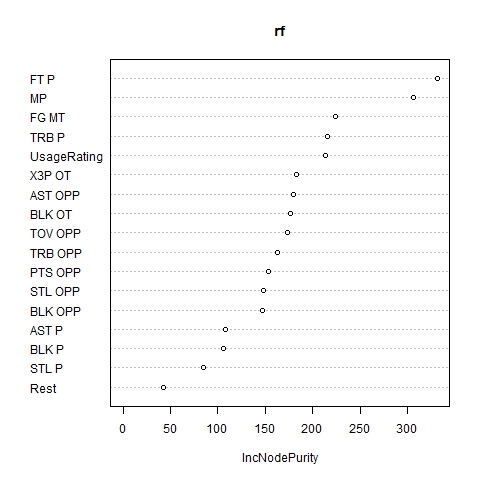 rf
FT P
MP
FG MT
TRB P
UsageRating
X3P OT
AST OPP
BLK OT
TOV OPP
TRB OPP
PTS OPP
STL OPP
BLK OPP
AST P
BLK P
STL P
Rest
0 50 100 150 200 250 300
IncNodePurity